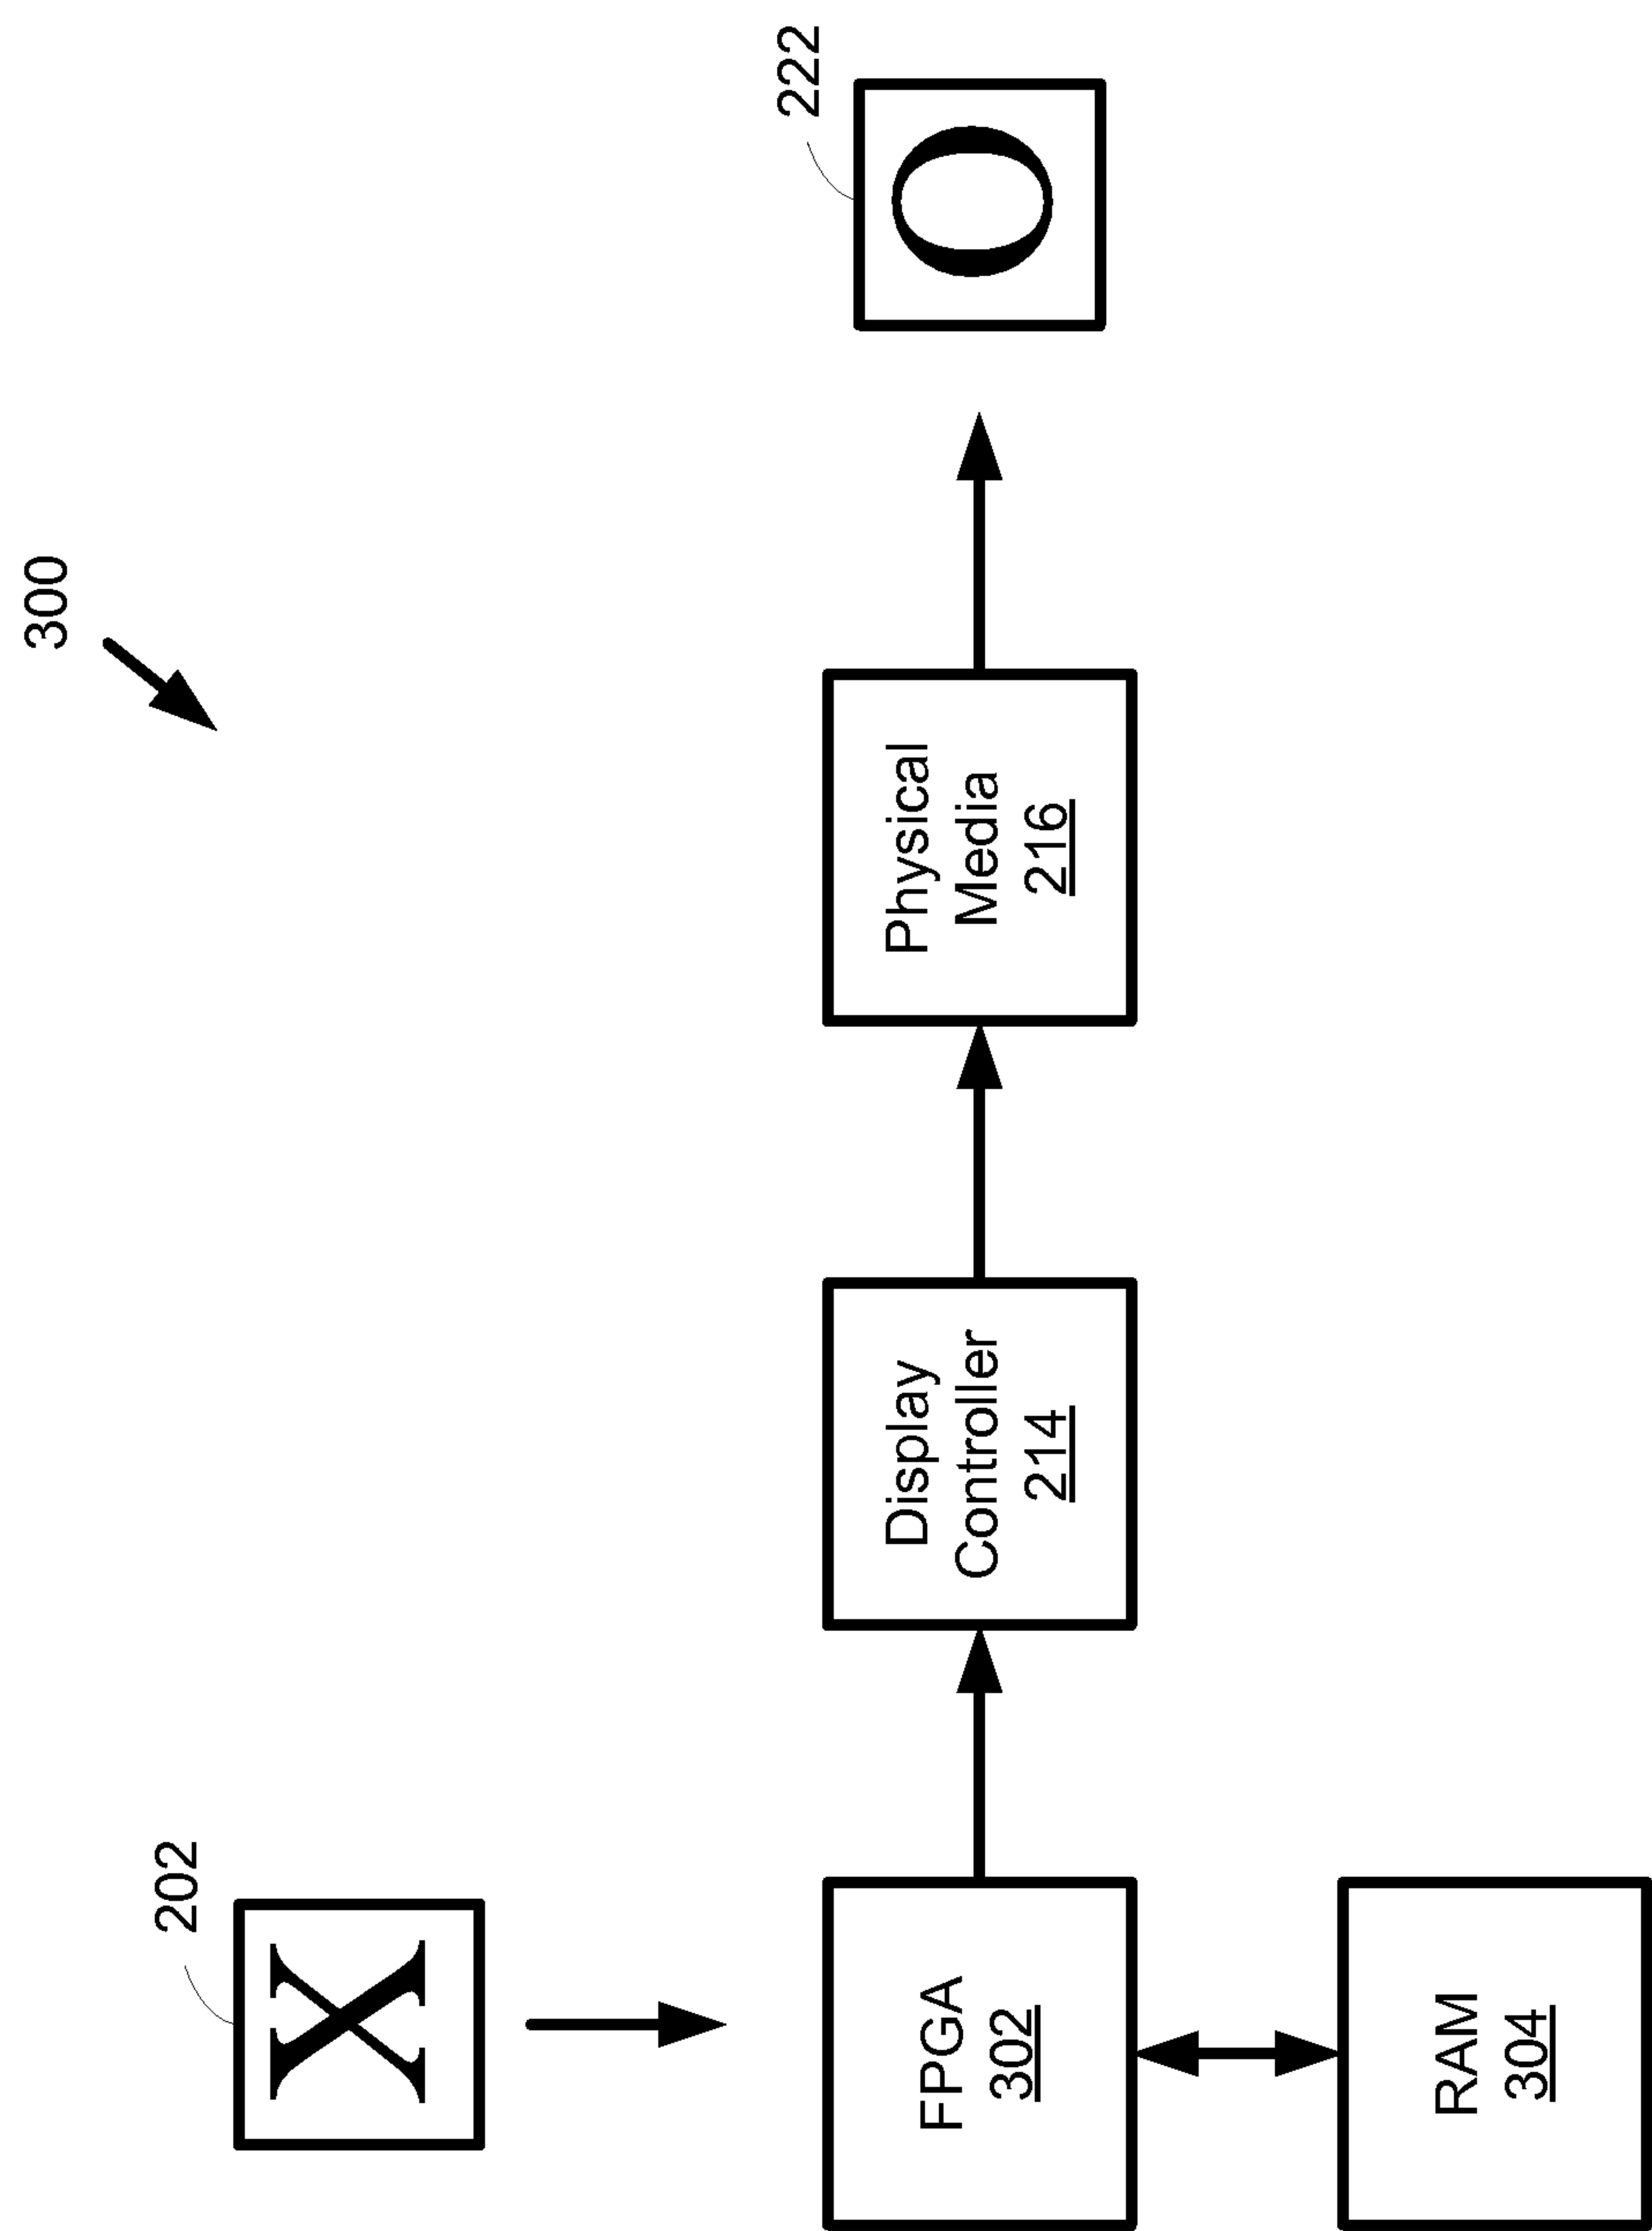 300
202
X
222
FPGA
302
Display
Controller
214
Physical
Media
216
O
RAM
304